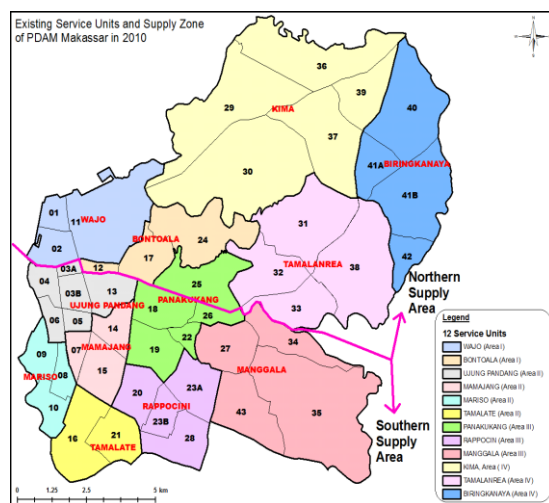 Existing Service Units and Supply Zone
of PDAM Makassar in 2010
36
39
29
KIMA
40
37
41A
BIRINGKANAYA
30
41B
01
11
WAJO
02
31
BONTOALA
24
17
42
TAMALANREA
32
38
03A
12
04
03B
13
UJUNG PANDANG
PANAKUKANG
25
18
26
33
06
05
14
MAMAJANG
Northern
Supply
Area
09
07
19
22
27
34
MARISO
08
15
MANGGALA
10
20
23A
RAPPOCINI
23B
43
35
16
21
28
TAMALATE
Southern
Supply
Area
Legend
12 Service Units
WAJO (Area I)
BONTOALA (Area I)
UJUNG PANDANG (Area II)
MAMAJANG (Area II)
MARISO (Area II)
TAMALATE (Area II)
PANAKUKANG (Area III)
RAPPOCIN (Area III)
MANGGALA (Area III)
KIMA, Area ( IV)
TAMALANREA (Area IV)
BIRINGKANAYA (Area IV)
0 0.5 1 2 3 4
km